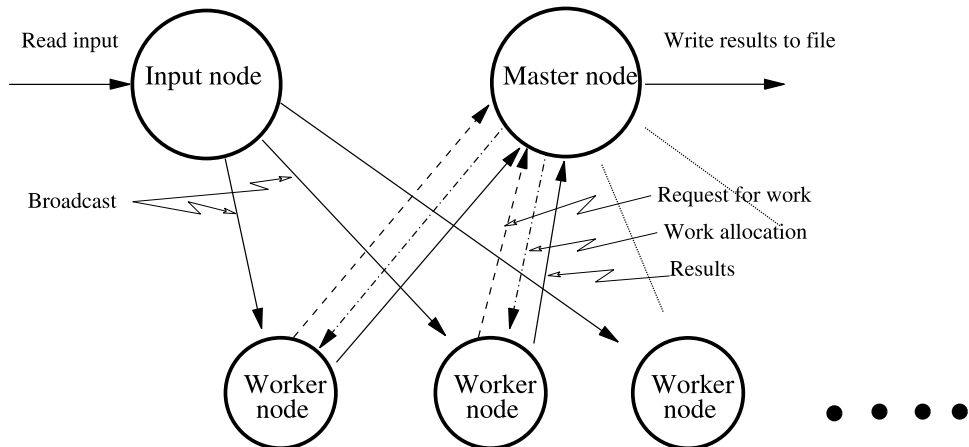 Read input
Write results to file
Input node
Master node
Broadcast
Request for work
Work allocation
Results
Worker
node
Worker
node
Worker
node